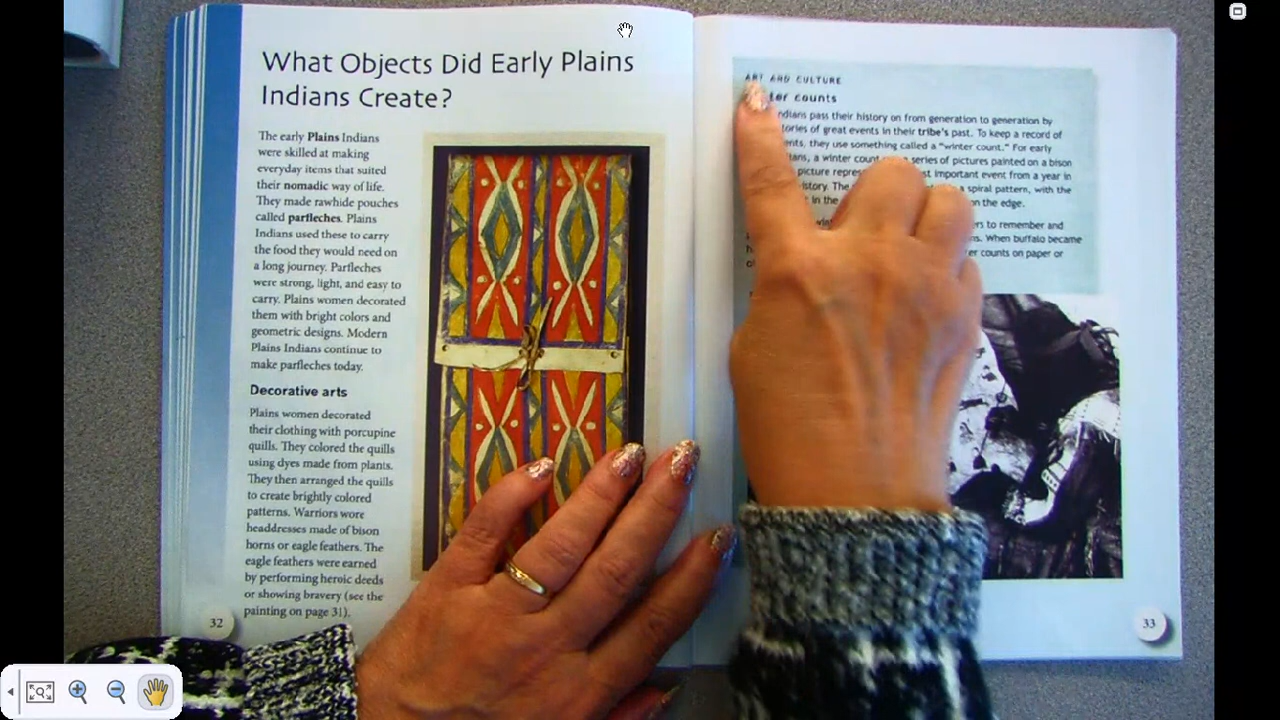 What Objects Did Early Plains
Indians Create?
The early Plains Indians
were skilled at making
everyday items that suited
their nomadic way of life.
They made rawhide pouches
called parfleches. Plains
Indians used these to carry
the food they would need on
a long journey. Parfleches
were strong, light, and easy to
carry. Plains women decorated
them with bright colors and
geometric designs. Modern
Plains Indians continue to
make parfleches today.
Decorative arts
Plains women decorated
their clothing with porcupine
quills. They colored the quills
using dyes made from plants.
They then arranged the quills
to create brightly colored
patterns. Warriors wore
headdresses made of bison
horns or eagle feathers. The
eagle feathers were earned
by performing heroic deeds
or showing bravery (see the
painting on page 31).
32
ART AND CULTURE
counts
pass their history on from generation to generation by
of great events in their tribe's past. To keep a record of
they use something called a "winter count." For early
a winter series of pictures painted on a bison
picture important event from a year in
The a spiral pattern, with the
in the on the edge.
to remember and
When buffalo became
counts on paper or
33